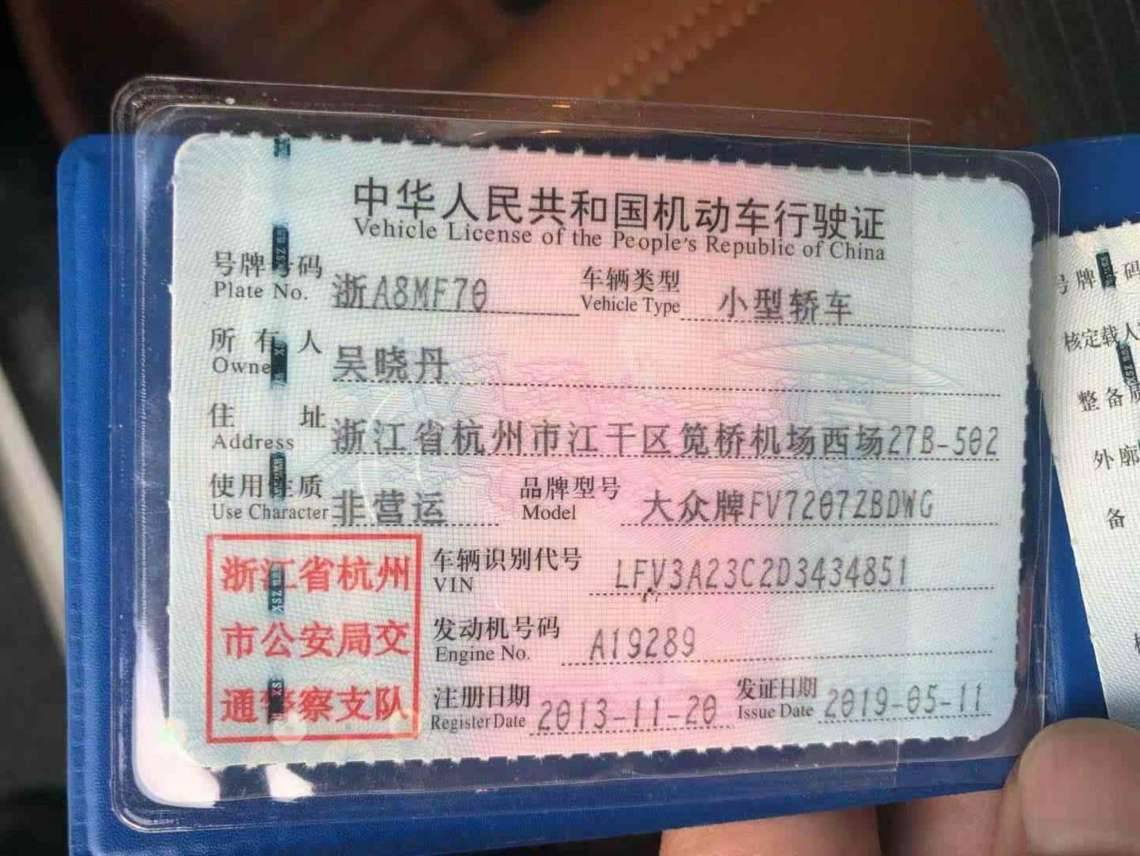 中华人民共和国机动车行驶证
Vehicle License of the People's Republic of China
号牌号码 浙A8MF70 车辆类型 小型轿车
Plate No. Vehicle Type
所有人 吴晓丹
Owner
住址 浙江省杭州市江干区笕桥机场西场27B-502
Address
使用性质 非营运 品牌型号 大众牌FV7207ZBDWG
Use Character Model
浙江省杭州 车辆识别代号 LFV3A23C2D3434851
VIN
市公安局交 发动机号码 A19289
Engine No.
通警察支队 注册日期 2013-11-20 发证日期 2019-05-11
Register Date Issue Date
号牌号码
核定载人
整备质
外廓
备